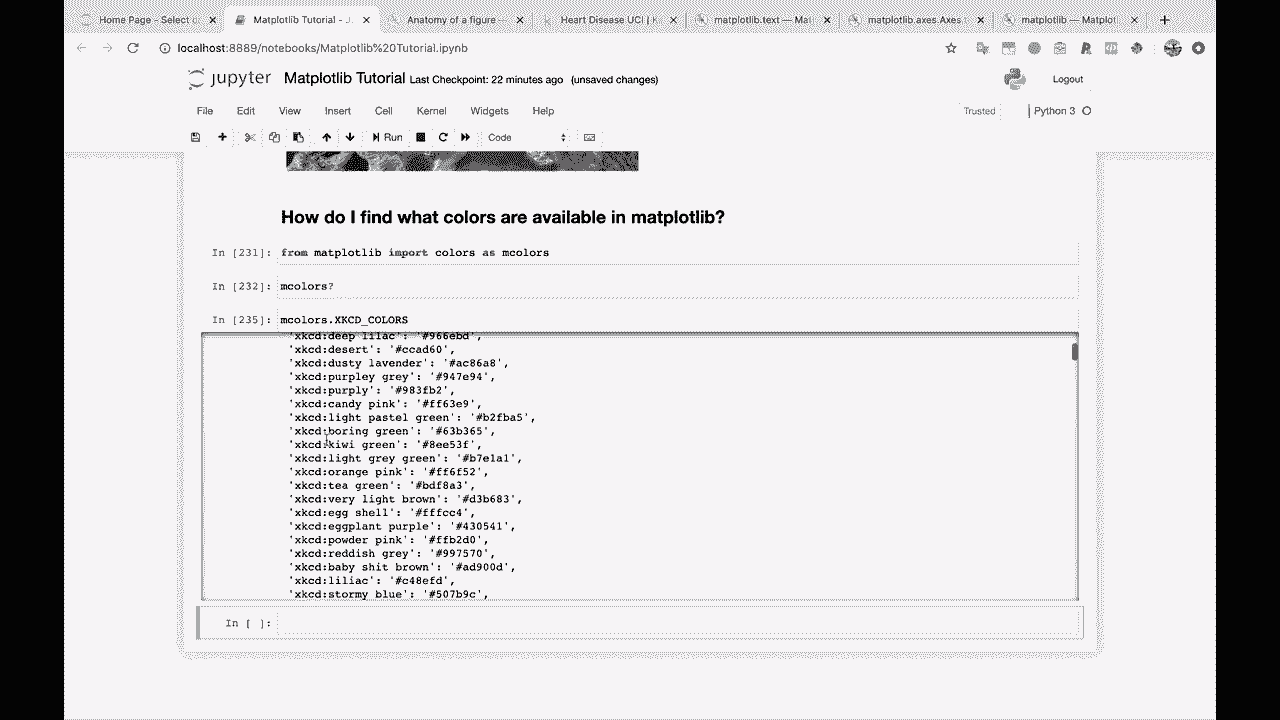 Home Page - Select o
Matplotlib Tutorial - J
Anatomy of a figure —
Heart Disease UCI | K
matplotlib.text — Mat
matplotlib.axes.Axes
matplotlib — Matplot
localhost:8889/notebooks/Matplotlib%20Tutorial.ipynb
jupyter Matplotlib Tutorial Last Checkpoint: 22 minutes ago (unsaved changes)
Logout
File Edit View Insert Cell Kernel Widgets Help
Trusted
Python 3
Run
Code
How do I find what colors are available in matplotlib?
In [231]: from matplotlib import colors as mcolors
In [232]: mcolors?
In [235]: mcolors.XKCD_COLORS
'xkcd:deep lilac': '#966ebd',
'xkcd:desert': '#ccad60',
'xkcd:dusty lavender': '#ac86a8',
'xkcd:purpley grey': '#947e94',
'xkcd:purply': '#983fb2',
'xkcd:candy pink': '#ff63e9',
'xkcd:light pastel green': '#b2fba5',
'xkcd:boring green': '#63b365',
'xkcd:kiwi green': '#8ee53f',
'xkcd:light grey green': '#b7e1a1',
'xkcd:orange pink': '#ff6f52',
'xkcd:tea green': '#bdf8a3',
'xkcd:very light brown': '#d3b683',
'xkcd:egg shell': '#fffcc4',
'xkcd:eggplant purple': '#430541',
'xkcd:powder pink': '#ffb2d0',
'xkcd:reddish grey': '#997570',
'xkcd:baby shit brown': '#ad900d',
'xkcd:liliac': '#c48efd',
'xkcd:stormy blue': '#507b9c',
In [ ]: